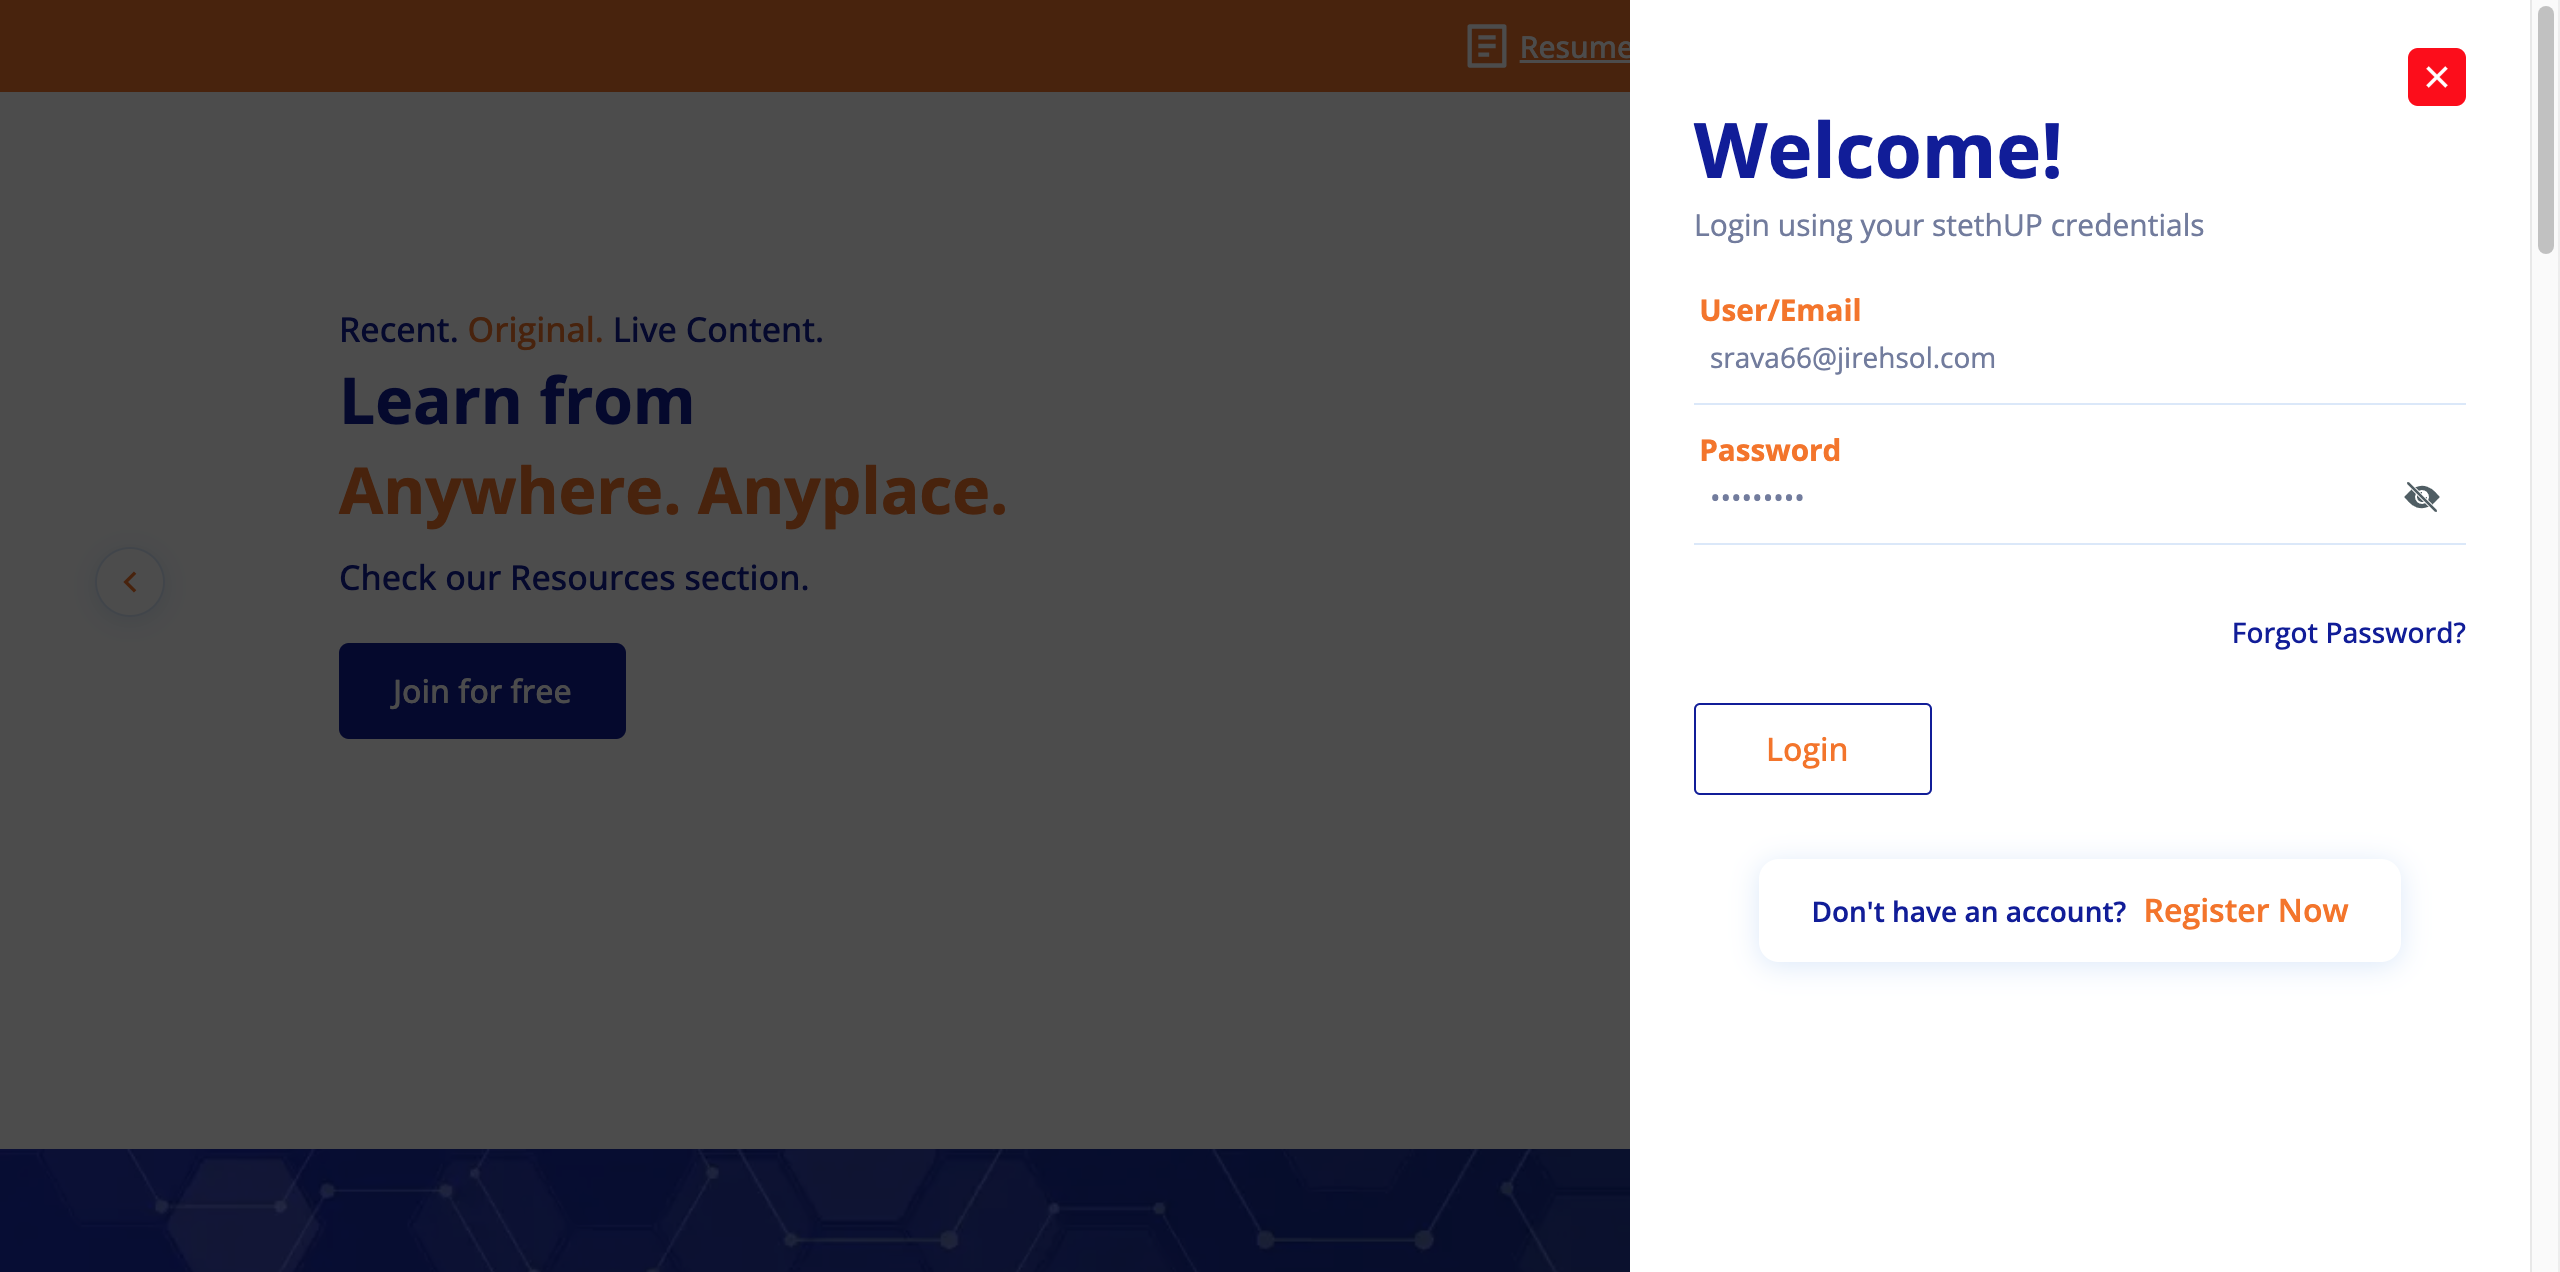 Resume
Recent. Original. Live Content.
Learn from
Anywhere. Anyplace.
Check our Resources section.
Join for free
Welcome!
Login using your stethUP credentials
User/Email
srava66@jirehsol.com
Password
•••••••••
Forgot Password?
Login
Don't have an account? Register Now